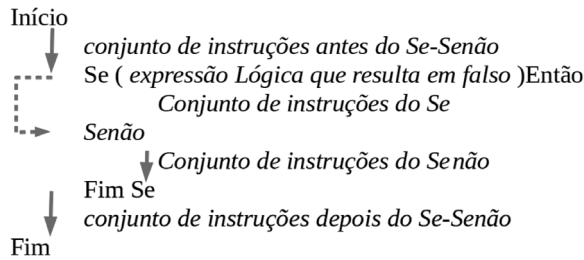 Início
conjunto de instruções antes do Se-Senão
Se ( expressão Lógica que resulta em falso )Então
Conjunto de instruções do Se
Senão
Conjunto de instruções do Senão
Fim Se
conjunto de instruções depois do Se-Senão
Fim